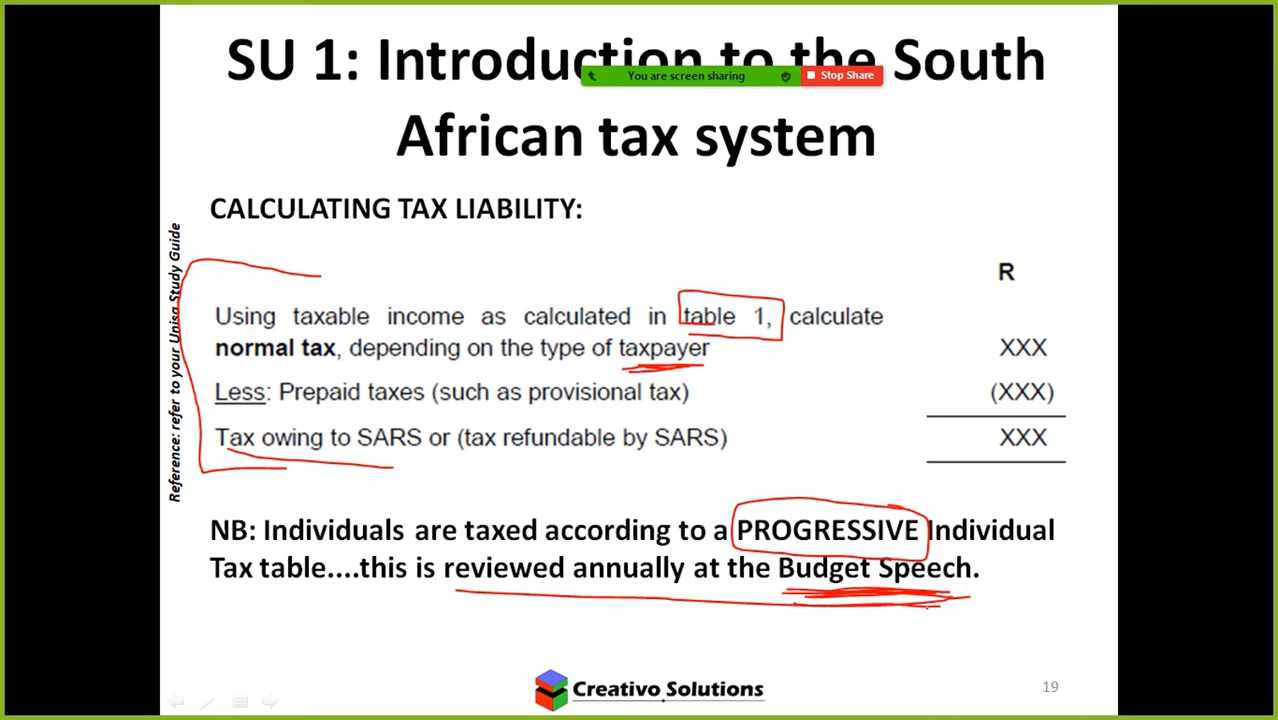 SU 1: Introduction to the South
You are screen sharing
Stop Share
African tax system
CALCULATING TAX LIABILITY:
Reference: refer to your Unisa Study Guide
R
Using taxable income as calculated in table 1, calculate
normal tax, depending on the type of taxpayer XXX
Less: Prepaid taxes (such as provisional tax) (XXX)
Tax owing to SARS or (tax refundable by SARS) XXX
NB: Individuals are taxed according to a PROGRESSIVE Individual
Tax table....this is reviewed annually at the Budget Speech.
Creativo Solutions
19